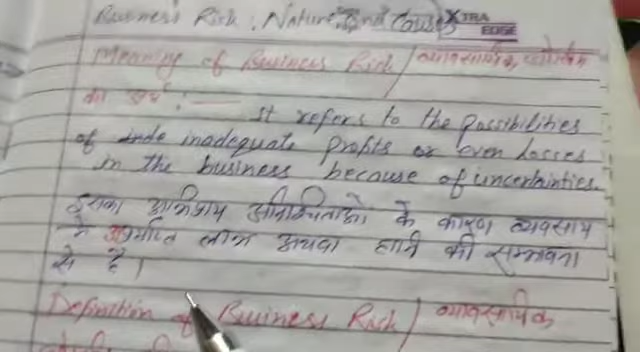 Business Risk : Nature and Causes
XTRA EDGE
Meaning of Business Risk / व्यावसायिक जोखिम
का अर्थ : — It refers to the possibilities
of inadequate profits or even losses
in the business because of uncertainties.
इसका अभिप्राय अनिश्चितताओं के कारण व्यवसाय
में अपर्याप्त लाभ अथवा हानि की सम्भावना
से है।
Definition of Business Risk / व्यावसायिक